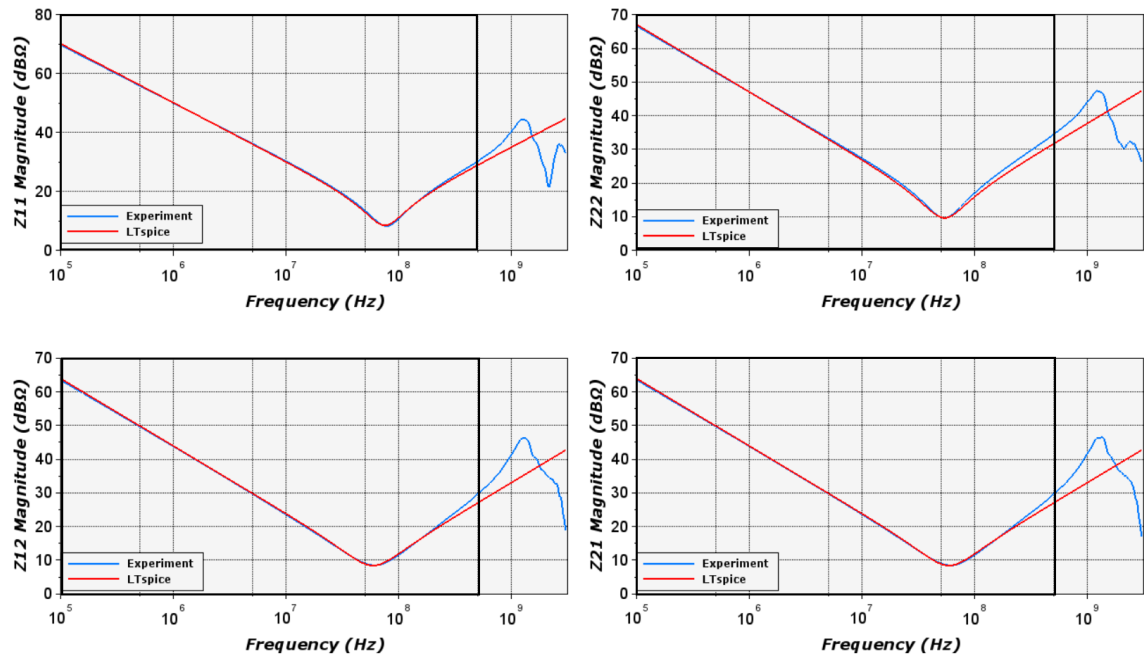 Z11 Magnitude (dBΩ)
80
60
40
20
0
Experiment
LTspice
10^5 10^6 10^7 10^8 10^9
Frequency (Hz)
Z22 Magnitude (dBΩ)
70
60
50
40
30
20
10
0
Experiment
LTspice
10^5 10^6 10^7 10^8 10^9
Frequency (Hz)
Z12 Magnitude (dBΩ)
70
60
50
40
30
20
10
0
Experiment
LTspice
10^5 10^6 10^7 10^8 10^9
Frequency (Hz)
Z21 Magnitude (dBΩ)
70
60
50
40
30
20
10
0
Experiment
LTspice
10^5 10^6 10^7 10^8 10^9
Frequency (Hz)